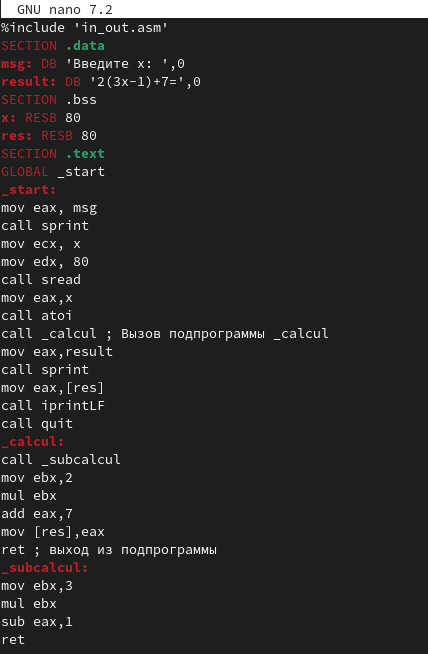 GNU nano 7.2
%include 'in_out.asm'
SECTION .data
msg: DB 'Введите x: ',0
result: DB '2(3x-1)+7=',0
SECTION .bss
x: RESB 80
res: RESB 80
SECTION .text
GLOBAL _start
_start:
mov eax, msg
call sprint
mov ecx, x
mov edx, 80
call sread
mov eax,x
call atoi
call _calcul ; Вызов подпрограммы _calcul
mov eax,result
call sprint
mov eax,[res]
call iprintLF
call quit
_calcul:
call _subcalcul
mov ebx,2
mul ebx
add eax,7
mov [res],eax
ret ; выход из подпрограммы
_subcalcul:
mov ebx,3
mul ebx
sub eax,1
ret